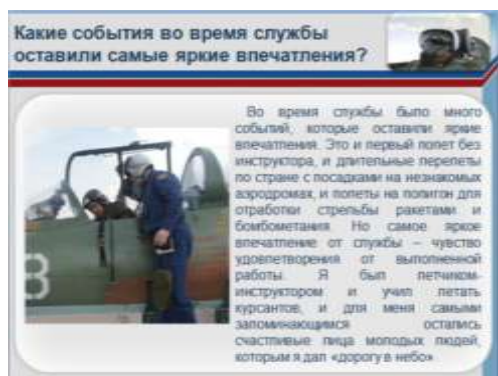 Какие события во время службы
оставили самые яркие впечатления?
Во время службы было много
событий, которые оставили яркие
впечатления. Это и первый полет без
инструктора, и длительные перелеты
по стране с посадками на незнакомых
аэродромах, и полеты на полигон для
отработки стрельбы ракетами и
бомбометания. Но самое яркое
впечатление от службы – чувство
удовлетворения от выполненной
работы. Я был летчиком-
инструктором и учил летать
курсантов, и для меня самыми
запоминающимся остались
счастливые лица молодых людей,
которым я дал «дорогу в небо»
8